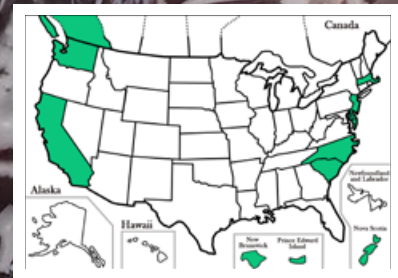 Canada
Alaska
Hawaii
New
Brunswick
Prince Edward
Island
Newfoundland
and Labrador
Nova Scotia